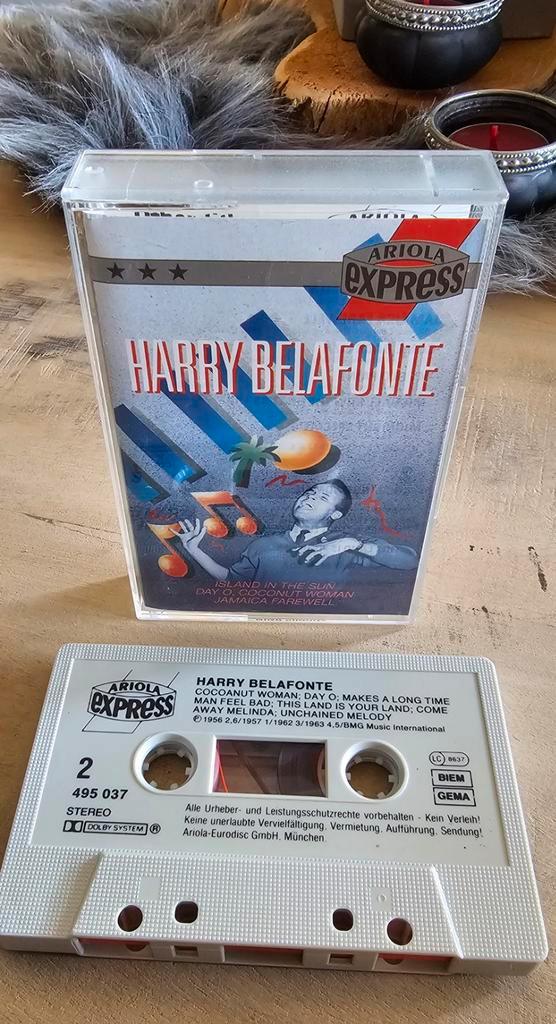 ARIOLA
ARIOLA
EXPRESS
HARRY BELAFONTE
ISLAND IN THE SUN
DAY O, COCONUT WOMAN
JAMAICA FAREWELL
ARIOLA
EXPRESS
HARRY BELAFONTE
COCOANUT WOMAN; DAY O; MAKES A LONG TIME
MAN FEEL BAD; THIS LAND IS YOUR LAND; COME
AWAY MELINDA; UNCHAINED MELODY
℗ 1956 2,6/1957 1/1962 3/1963 4,5/BMG Music International
2
495 037
STEREO
DOLBY SYSTEM ®
LC 8637
BIEM
GEMA
Alle Urheber- und Leistungsschutzrechte vorbehalten - Kein Verleih!
Keine unerlaubte Vervielfältigung, Vermietung, Aufführung, Sendung!
Ariola-Eurodisc GmbH, München.